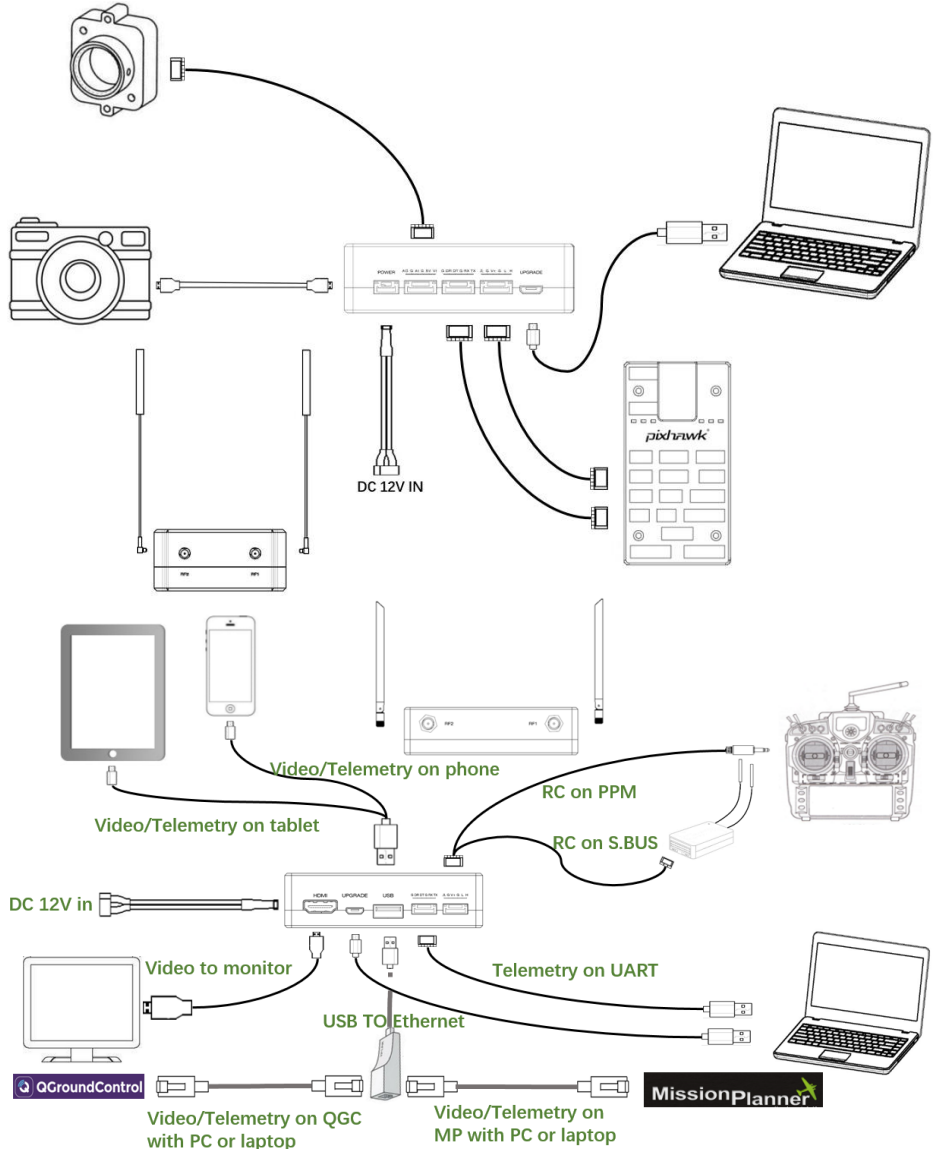 POWER
UPGRADE
pixhawk
DC 12V IN
RF2
RF1
RF2
RF1
Video/Telemetry on phone
RC on PPM
Video/Telemetry on tablet
RC on S.BUS
HDMI
UPGRADE
USB
DC 12V in
Video to monitor
Telemetry on UART
USB TO Ethernet
QGroundControl
MissionPlanner
Video/Telemetry on QGC
with PC or laptop
Video/Telemetry on
MP with PC or laptop